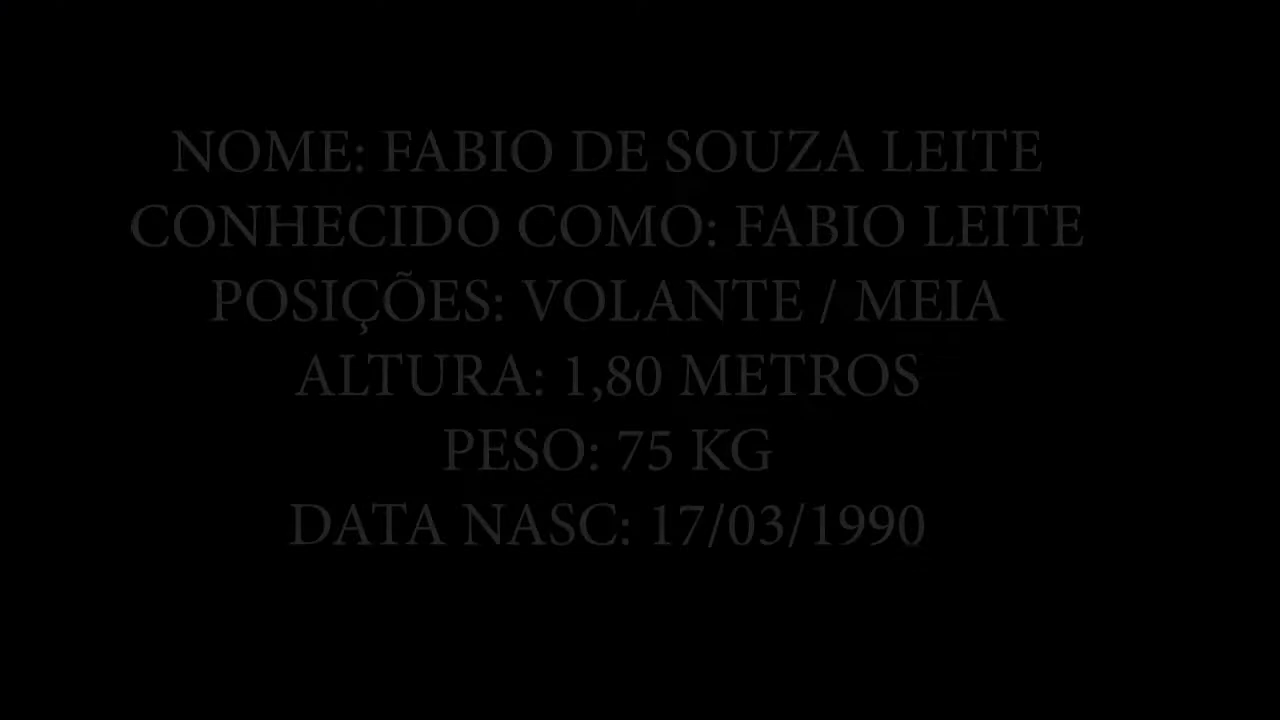 NOME: FABIO DE SOUZA LEITE
CONHECIDO COMO: FABIO LEITE
POSIÇÕES: VOLANTE / MEIA
ALTURA: 1,80 METROS
PESO: 75 KG
DATA NASC: 17/03/1990